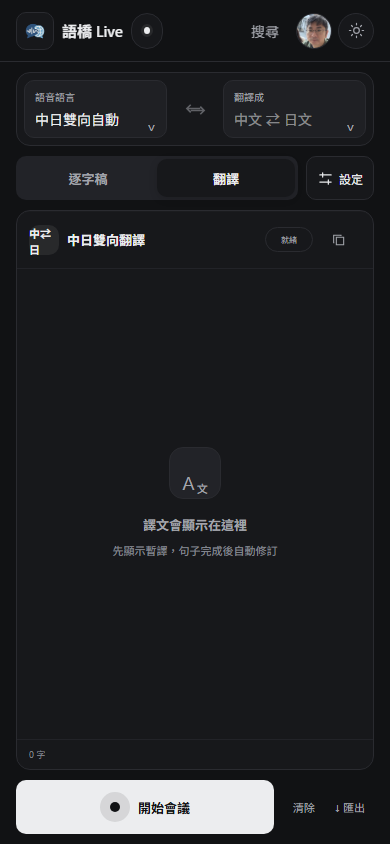 語橋 Live
搜尋
語音語言
中日雙向自動
翻譯成
中文 ⇄ 日文
逐字稿
翻譯
設定
中⇄
日
中日雙向翻譯
就緒
A文
譯文會顯示在這裡
先顯示暫譯，句子完成後自動修訂
0 字
開始會議
清除
↓ 匯出